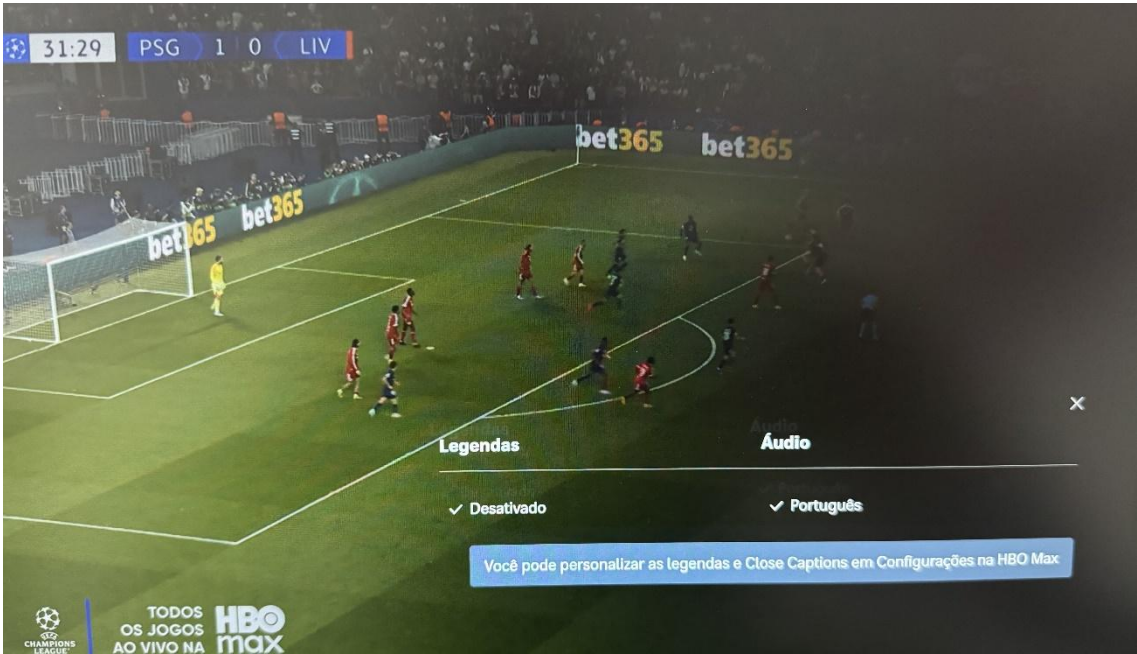 31:29 PSG 1 0 LIV
bet365 bet365
bet365 bet365
Legendas Áudio
✓ Desativado ✓ Português
Você pode personalizar as legendas e Close Captions em Configurações na HBO Max
UEFA
CHAMPIONS
LEAGUE
TODOS
OS JOGOS
AO VIVO NA
HBO
max